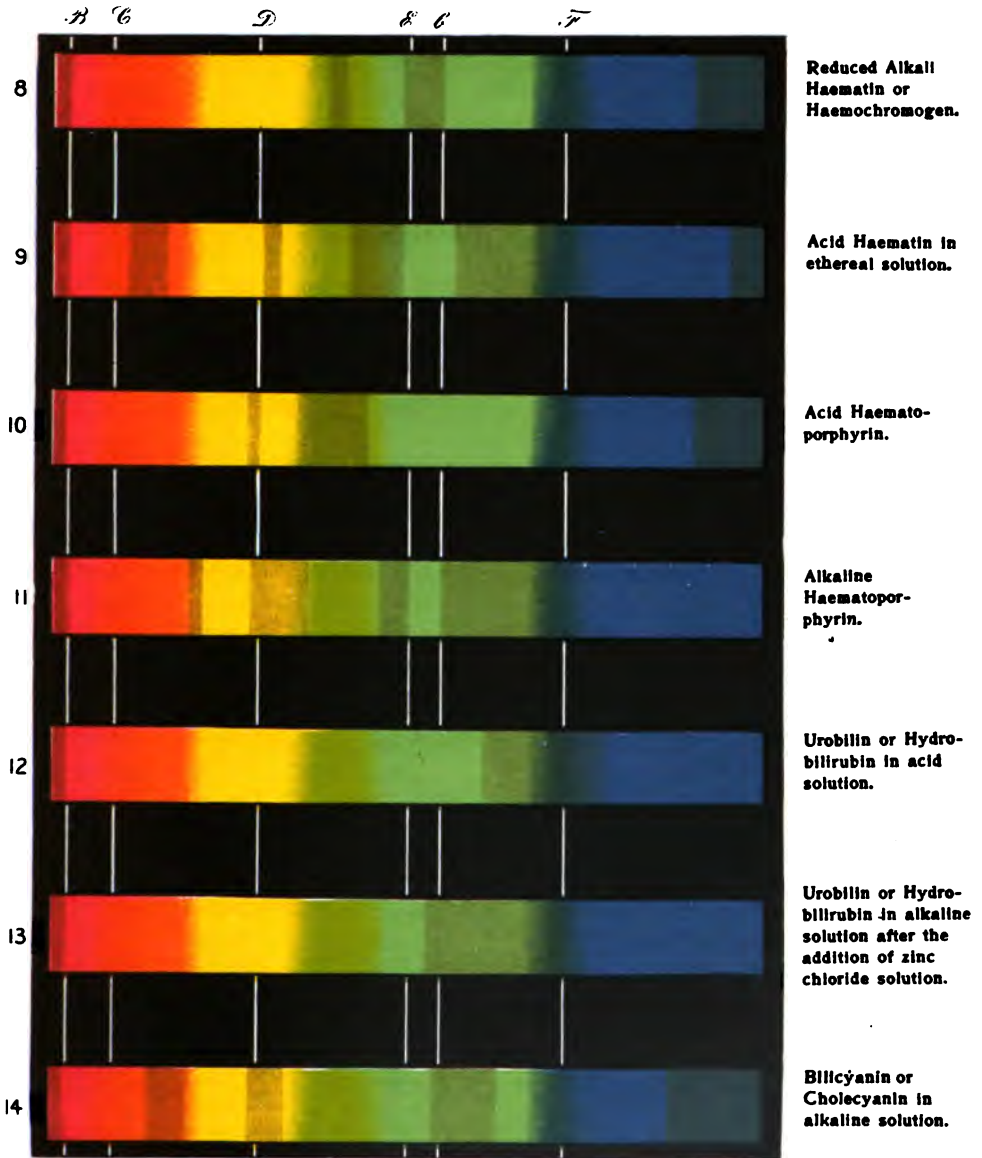 B C D E b F
8
Reduced Alkali
Haematin or
Haemochromogen.
9
Acid Haematin in
ethereal solution.
10
Acid Haemato-
porphyrin.
11
Alkaline
Haematopor-
phyrin.
12
Urobilin or Hydro-
bilirubin in acid
solution.
13
Urobilin or Hydro-
bilirubin in alkaline
solution after the
addition of zinc
chloride solution.
14
Bilicyanin or
Cholecyanin in
alkaline solution.